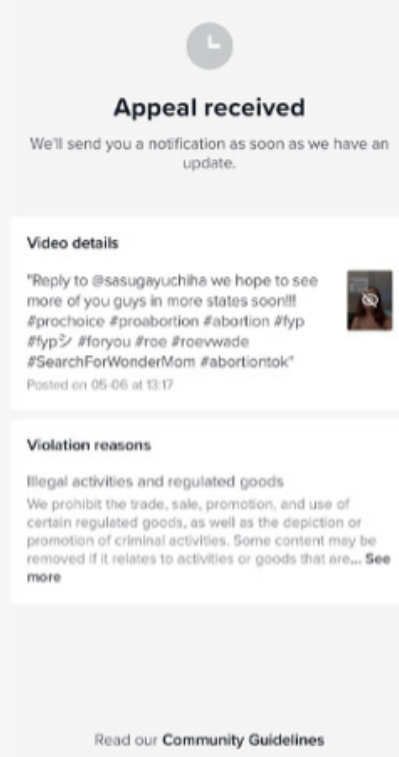 Appeal received
We'll send you a notification as soon as we have an
update.
Video details
"Reply to @sasugayuchiha we hope to see
more of you guys in more states soon!!!
#prochoice #proabortion #abortion #fyp
#fypシ #foryou #roe #roevwade
#SearchForWonderMom #abortiontok"
Posted on 05-06 at 13:17
Violation reasons
Illegal activities and regulated goods
We prohibit the trade, sale, promotion, and use of
certain regulated goods, as well as the depiction or
promotion of criminal activities. Some content may be
removed if it relates to activities or goods that are... See
more
Read our Community Guidelines